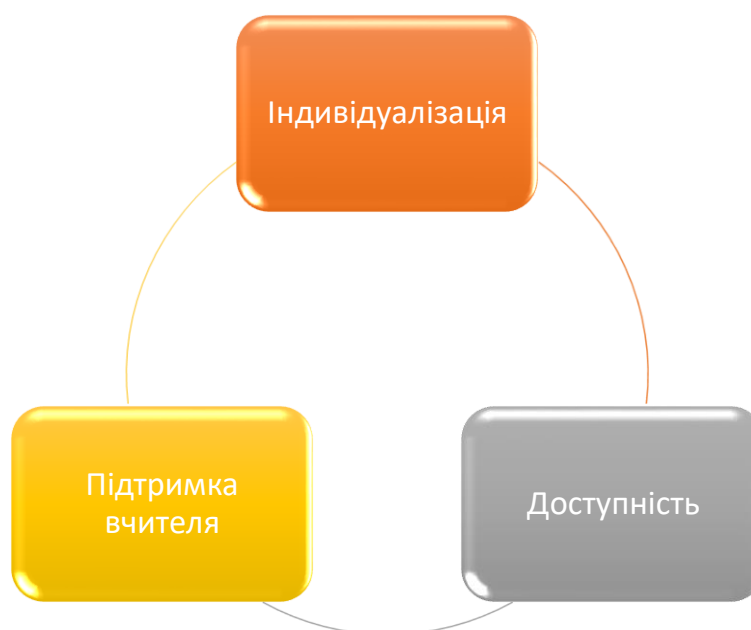 Індивідуалізація
Доступність
Підтримка
вчителя